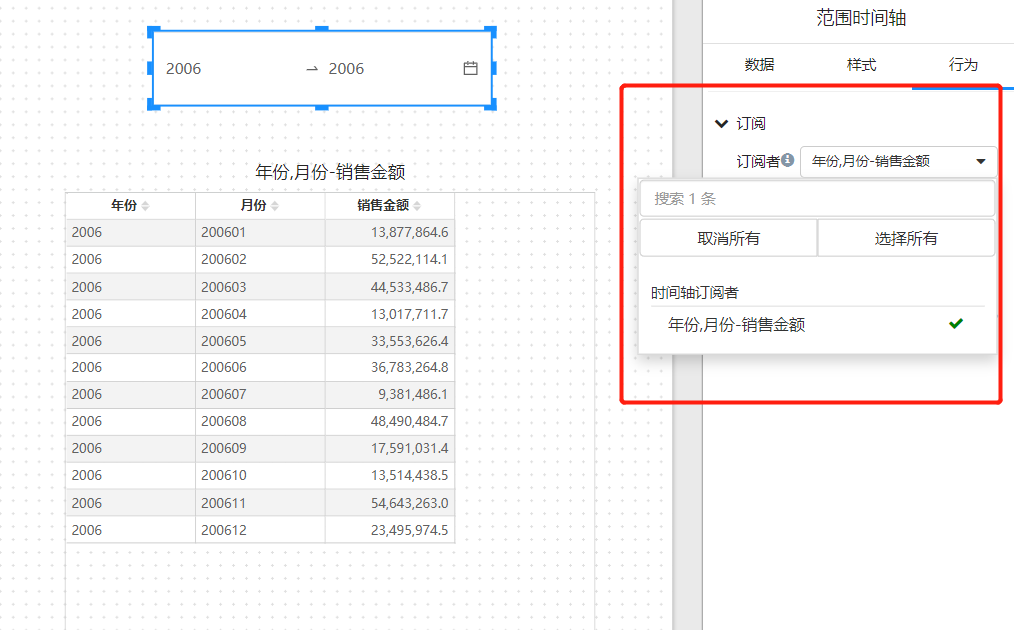 范围时间轴
数据 样式 行为
2006 → 2006
订阅
订阅者 年份,月份-销售金额
搜索 1 条
取消所有 选择所有
时间轴订阅者
年份,月份-销售金额
年份,月份-销售金额
年份 月份 销售金额
2006 200601 13,877,864.6
2006 200602 52,522,114.1
2006 200603 44,533,486.7
2006 200604 13,017,711.7
2006 200605 33,553,626.4
2006 200606 36,783,264.8
2006 200607 9,381,486.1
2006 200608 48,490,484.7
2006 200609 17,591,031.4
2006 200610 13,514,438.5
2006 200611 54,643,263.0
2006 200612 23,495,974.5